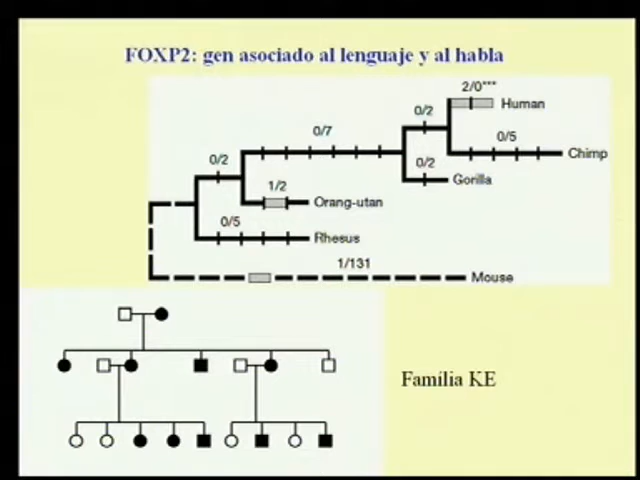 FOXP2: gen asociado al lenguaje y al habla
2/0***
Human
0/2
0/7
0/5
Chimp
0/2
0/2
Gorilla
1/2
Orang-utan
0/5
Rhesus
1/131
Mouse
Família KE